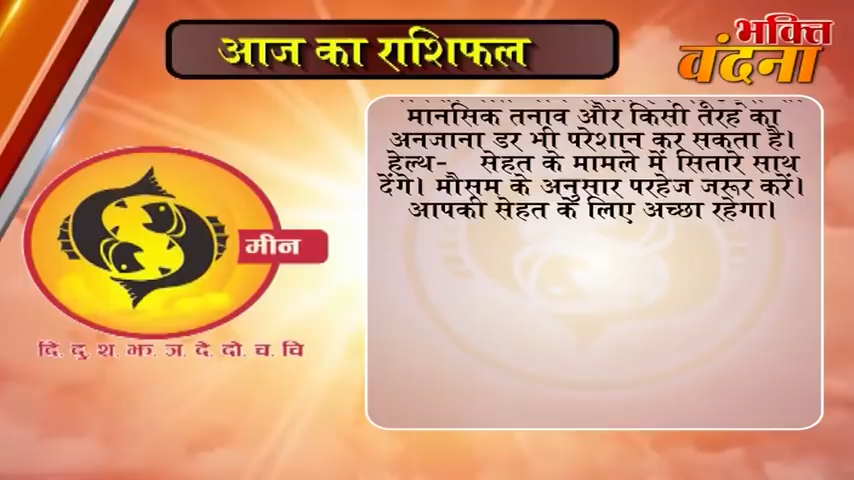 आज का राशिफल
भक्ति
वंदना
मानसिक तनाव और किसी तरह का
अनजाना डर भी परेशान कर सकता है।
हेल्थ- सेहत के मामले में सितारे साथ
देंगे। मौसम के अनुसार परहेज जरूर करें।
आपकी सेहत के लिए अच्छा रहेगा।
मीन
दि. दु. श. झ. ज. दे. दो. च. चि